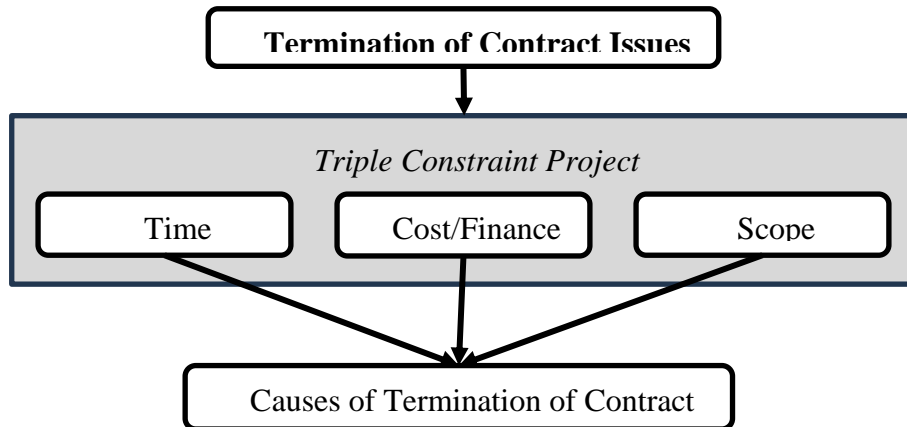 Termination of Contract Issues
Triple Constraint Project
Time
Cost/Finance
Scope
Causes of Termination of Contract